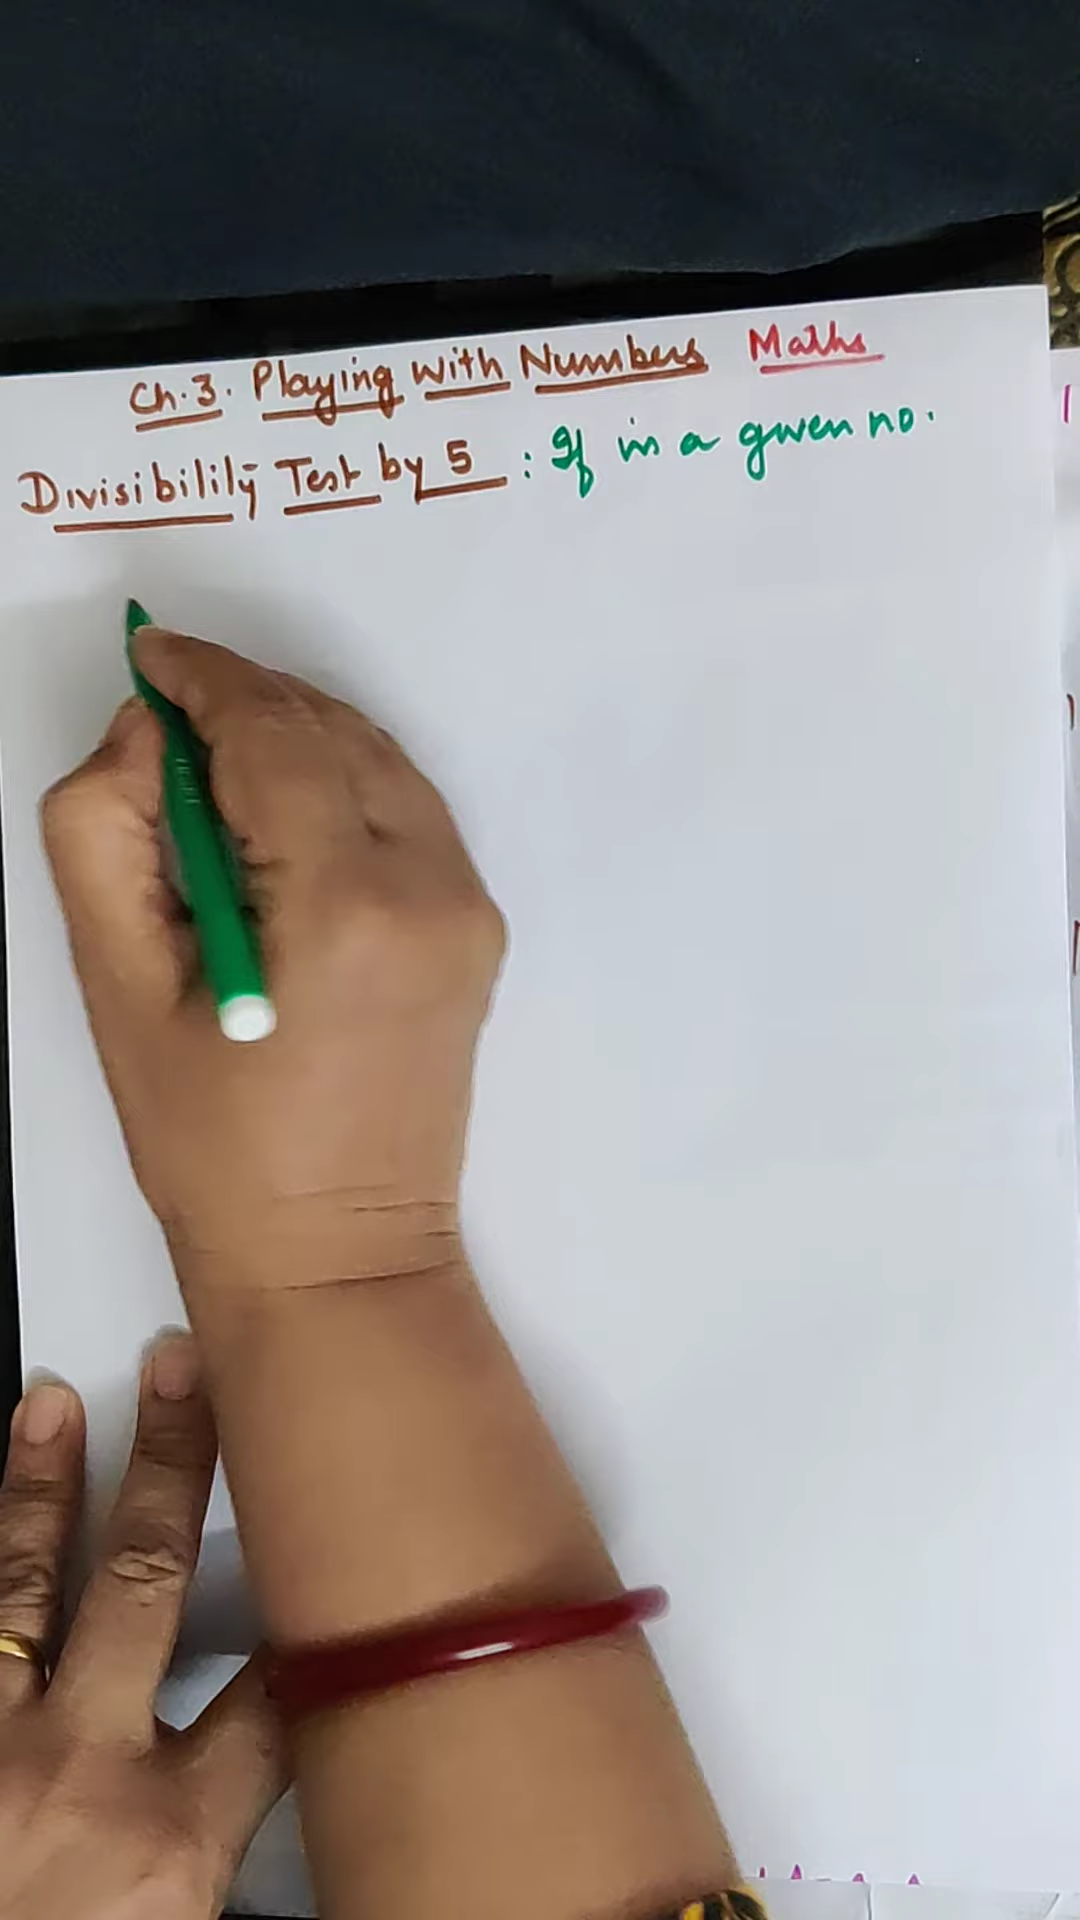 Ch.3. Playing With Numbers Maths
Divisibility Test by 5 : If in a given no.